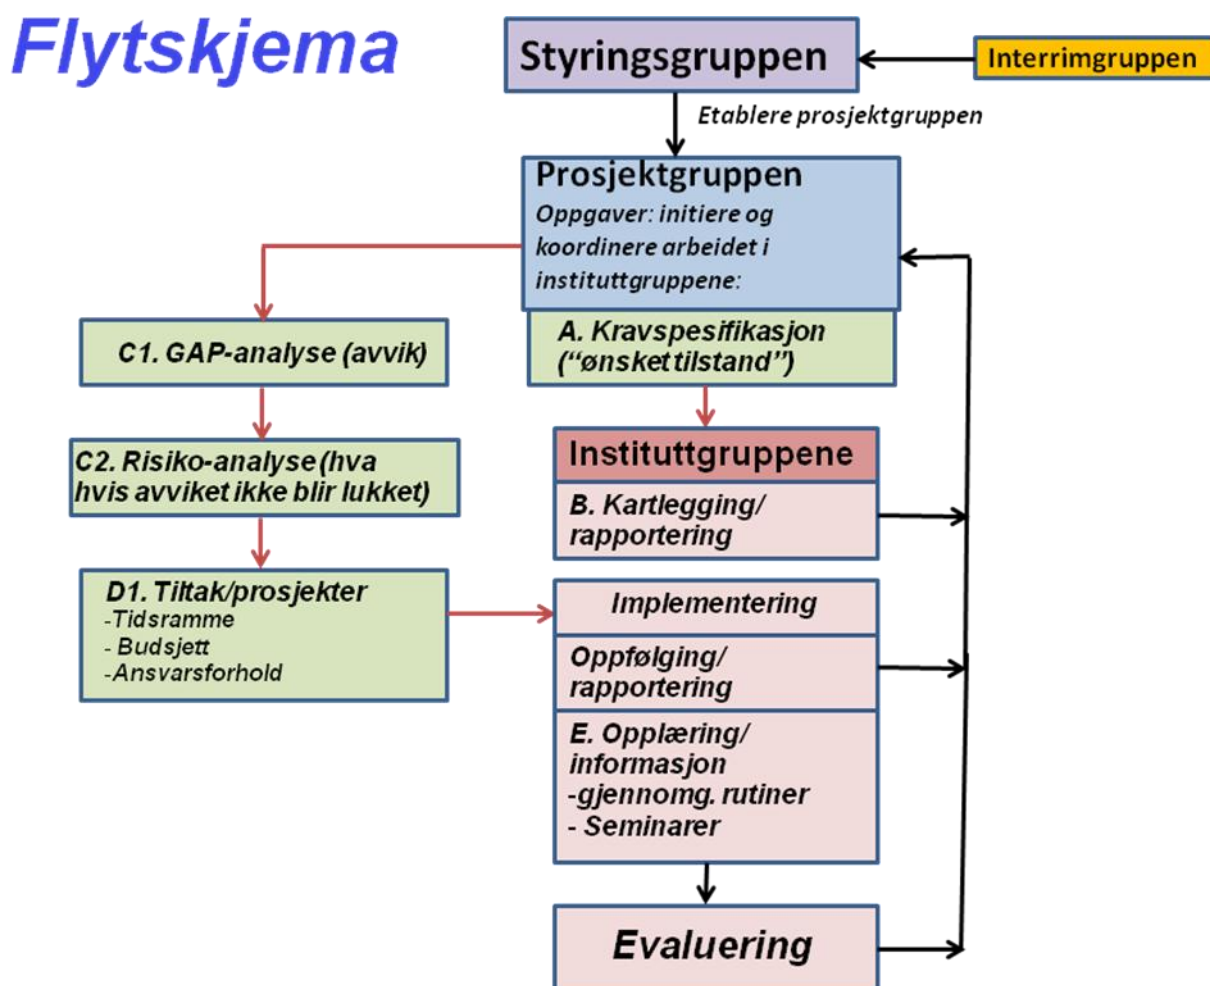 Flytskjema
Styringsgruppen
Interrimgruppen
Etablere prosjektgruppen
Prosjektgruppen
Oppgaver: initiere og
koordinere arbeidet i
instituttgruppene:
A. Kravspesifikasjon
(“ønsket tilstand”)
C1. GAP-analyse (avvik)
C2. Risiko-analyse (hva
hvis avviket ikke blir lukket)
D1. Tiltak/prosjekter
-Tidsramme
- Budsjett
-Ansvarsforhold
Instituttgruppene
B. Kartlegging/
rapportering
Implementering
Oppfølging/
rapportering
E. Opplæring/
informasjon
-gjennomg. rutiner
- Seminarer
Evaluering